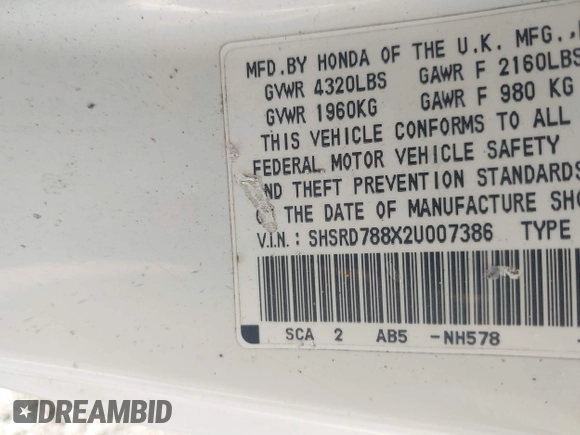 MFD.BY HONDA OF THE U.K. MFG.,
GVWR 4320LBS GAWR F 2160LBS
GVWR 1960KG GAWR F 980 KG
THIS VEHICLE CONFORMS TO ALL
FEDERAL MOTOR VEHICLE SAFETY
ND THEFT PREVENTION STANDARDS
THE DATE OF MANUFACTURE SHO
V.I.N.: SHSRD788X2U007386 TYPE
SCA 2 AB5 -NH578
DREAMBID